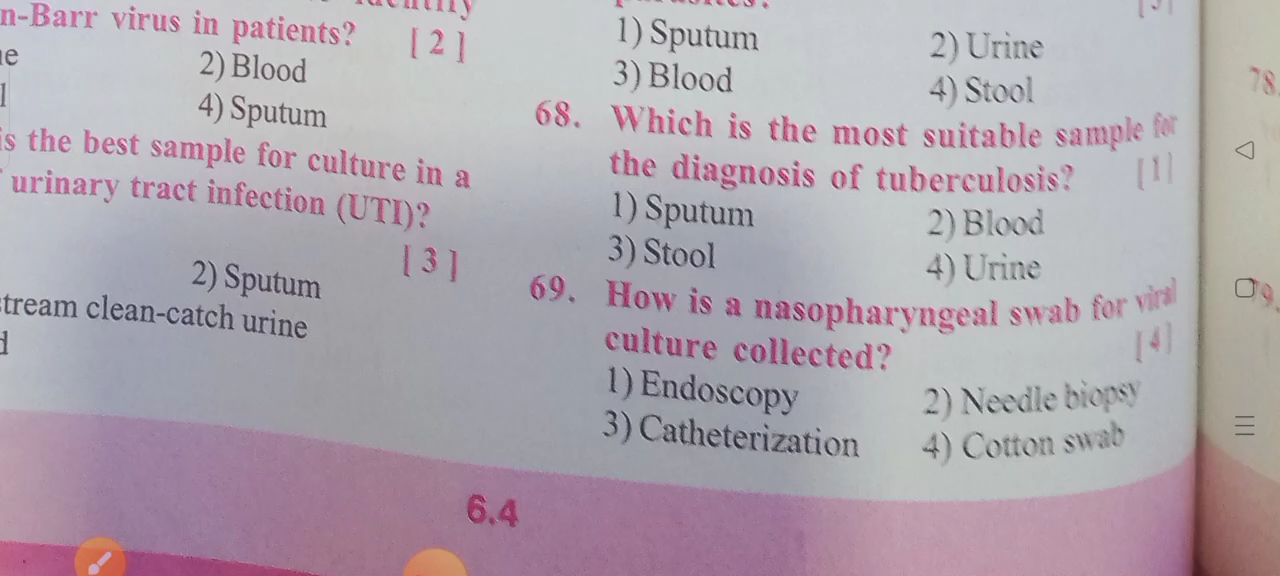 n-Barr virus in patients? [ 2 ]
2) Blood
4) Sputum
is the best sample for culture in a
urinary tract infection (UTI)?
[ 3 ]
2) Sputum
stream clean-catch urine
1) Sputum 2) Urine
3) Blood 4) Stool
68. Which is the most suitable sample for
the diagnosis of tuberculosis? [1]
1) Sputum 2) Blood
3) Stool 4) Urine
69. How is a nasopharyngeal swab for viral
culture collected? [4]
1) Endoscopy 2) Needle biopsy
3) Catheterization 4) Cotton swab
6.4
78.
79.